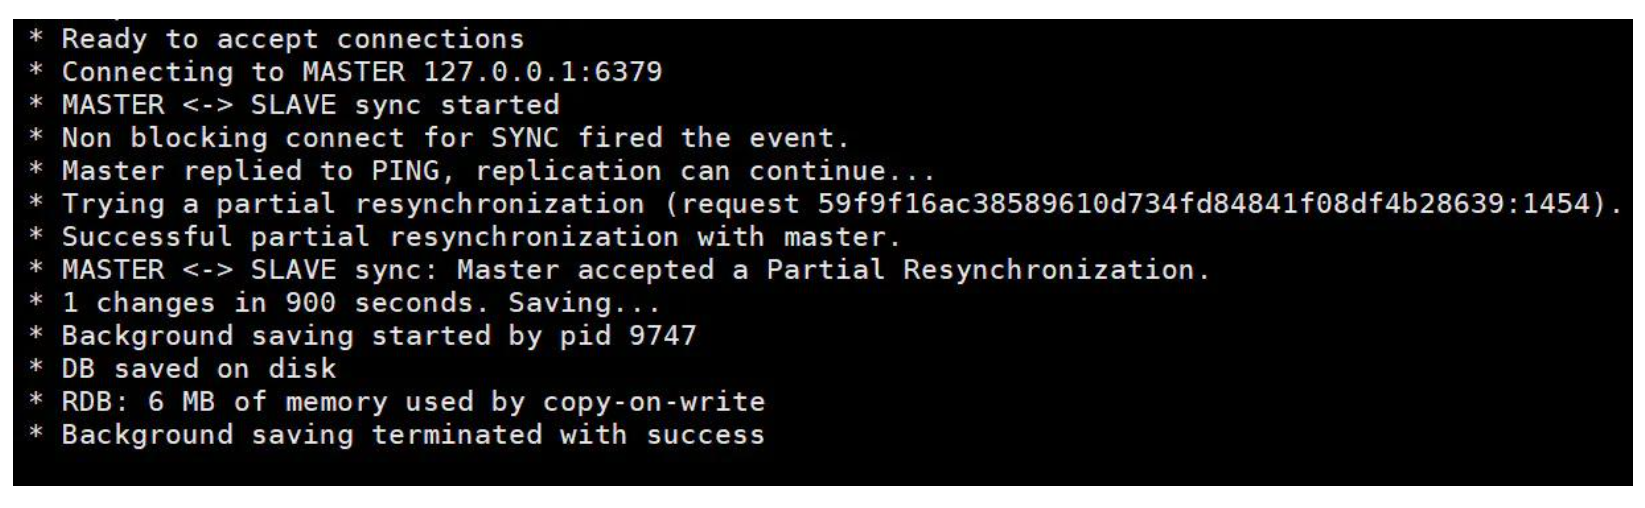 * Ready to accept connections
* Connecting to MASTER 127.0.0.1:6379
* MASTER <-> SLAVE sync started
* Non blocking connect for SYNC fired the event.
* Master replied to PING, replication can continue...
* Trying a partial resynchronization (request 59f9f16ac38589610d734fd84841f08df4b28639:1454).
* Successful partial resynchronization with master.
* MASTER <-> SLAVE sync: Master accepted a Partial Resynchronization.
* 1 changes in 900 seconds. Saving...
* Background saving started by pid 9747
* DB saved on disk
* RDB: 6 MB of memory used by copy-on-write
* Background saving terminated with success